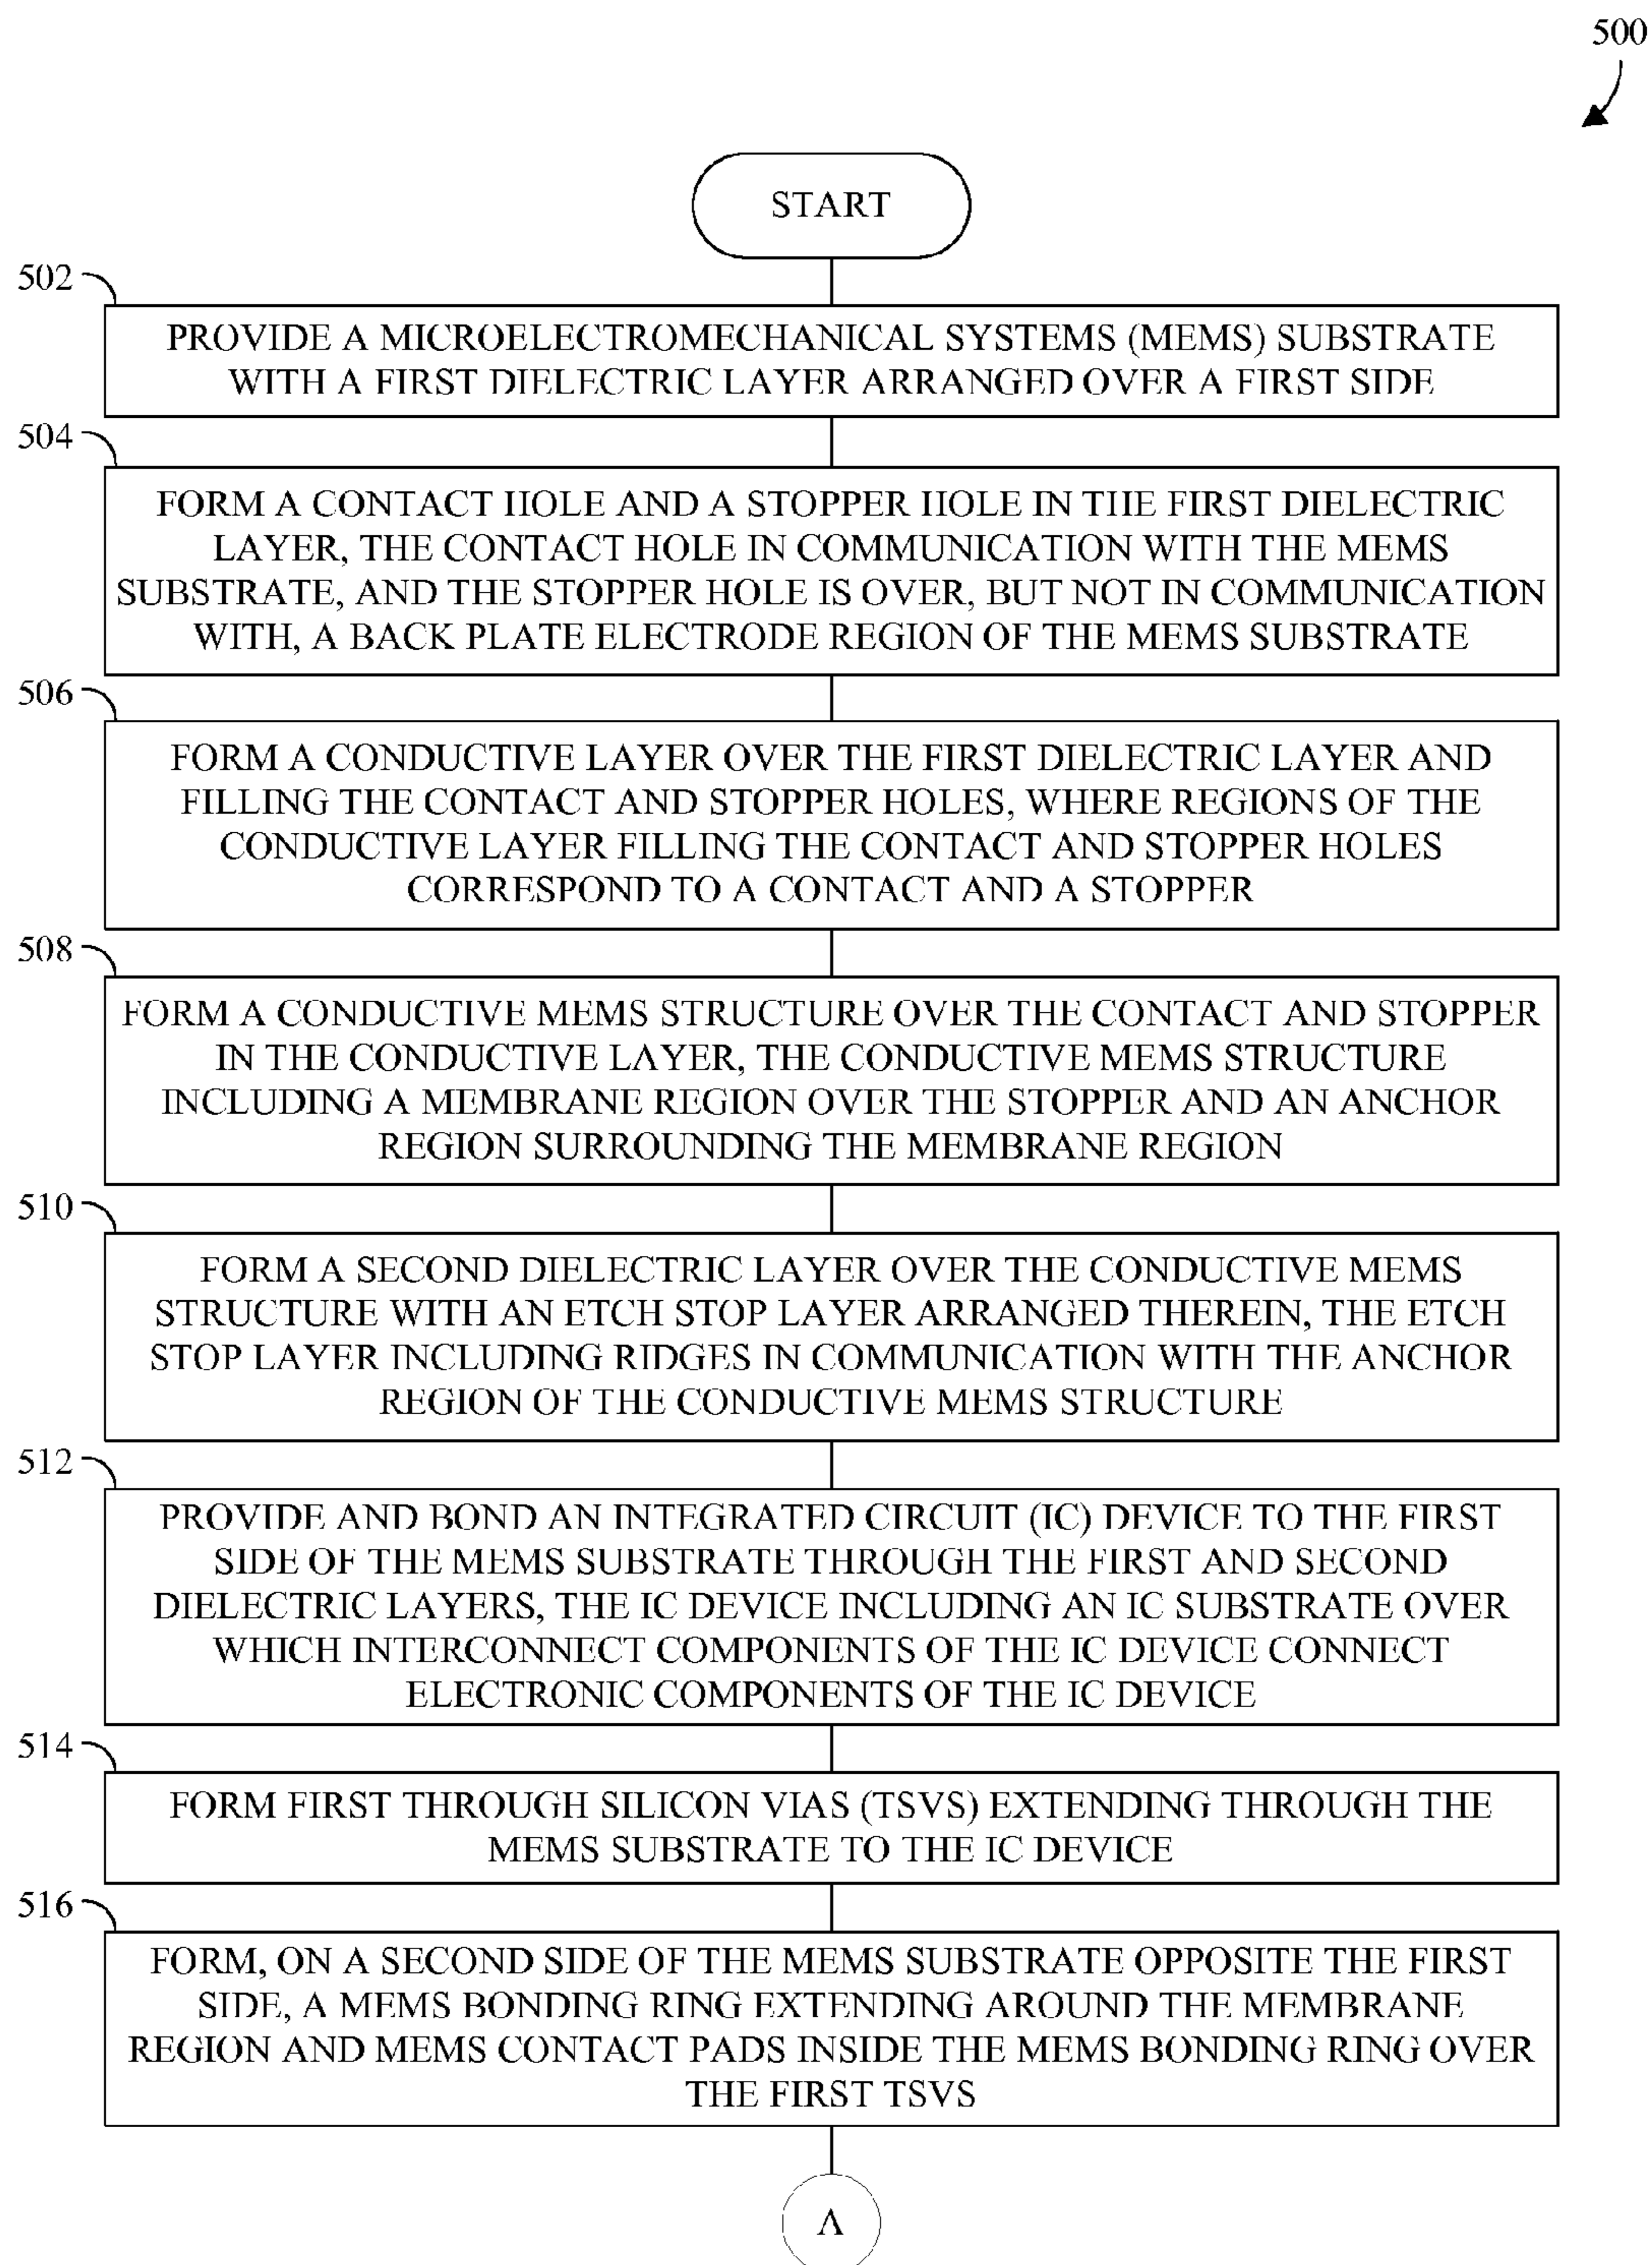 500
START
502
PROVIDE A MICROELECTROMECHANICAL SYSTEMS (MEMS) SUBSTRATE
WITH A FIRST DIELECTRIC LAYER ARRANGED OVER A FIRST SIDE
504
FORM A CONTACT HOLE AND A STOPPER HOLE IN THE FIRST DIELECTRIC
LAYER, THE CONTACT HOLE IN COMMUNICATION WITH THE MEMS
SUBSTRATE, AND THE STOPPER HOLE IS OVER, BUT NOT IN COMMUNICATION
WITH, A BACK PLATE ELECTRODE REGION OF THE MEMS SUBSTRATE
506
FORM A CONDUCTIVE LAYER OVER THE FIRST DIELECTRIC LAYER AND
FILLING THE CONTACT AND STOPPER HOLES, WHERE REGIONS OF THE
CONDUCTIVE LAYER FILLING THE CONTACT AND STOPPER HOLES
CORRESPOND TO A CONTACT AND A STOPPER
508
FORM A CONDUCTIVE MEMS STRUCTURE OVER THE CONTACT AND STOPPER
IN THE CONDUCTIVE LAYER, THE CONDUCTIVE MEMS STRUCTURE
INCLUDING A MEMBRANE REGION OVER THE STOPPER AND AN ANCHOR
REGION SURROUNDING THE MEMBRANE REGION
510
FORM A SECOND DIELECTRIC LAYER OVER THE CONDUCTIVE MEMS
STRUCTURE WITH AN ETCH STOP LAYER ARRANGED THEREIN, THE ETCH
STOP LAYER INCLUDING RIDGES IN COMMUNICATION WITH THE ANCHOR
REGION OF THE CONDUCTIVE MEMS STRUCTURE
512
PROVIDE AND BOND AN INTEGRATED CIRCUIT (IC) DEVICE TO THE FIRST
SIDE OF THE MEMS SUBSTRATE THROUGH THE FIRST AND SECOND
DIELECTRIC LAYERS, THE IC DEVICE INCLUDING AN IC SUBSTRATE OVER
WHICH INTERCONNECT COMPONENTS OF THE IC DEVICE CONNECT
ELECTRONIC COMPONENTS OF THE IC DEVICE
514
FORM FIRST THROUGH SILICON VIAS (TSVS) EXTENDING THROUGH THE
MEMS SUBSTRATE TO THE IC DEVICE
516
FORM, ON A SECOND SIDE OF THE MEMS SUBSTRATE OPPOSITE THE FIRST
SIDE, A MEMS BONDING RING EXTENDING AROUND THE MEMBRANE
REGION AND MEMS CONTACT PADS INSIDE THE MEMS BONDING RING OVER
THE FIRST TSVS
A